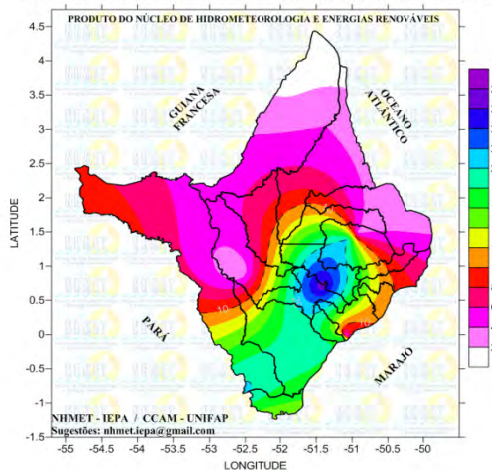 PRODUTO DO NÚCLEO DE HIDROMETEOROLOGIA E ENERGIAS RENOVÁVEIS
4.5
4
3.5
3
2.5
2
1.5
1
0.5
0
-0.5
-1
-1.5
LATITUDE
GUIANA
FRANCESA
OCEANO
ATLÂNTICO
PARÁ
MARAJO
10
10
NHMET - IEPA / CCAM - UNIFAP
Sugestões: nhmet.iepa@gmail.com
-55 -54.5 -54 -53.5 -53 -52.5 -52 -51.5 -51 -50.5 -50
LONGITUDE